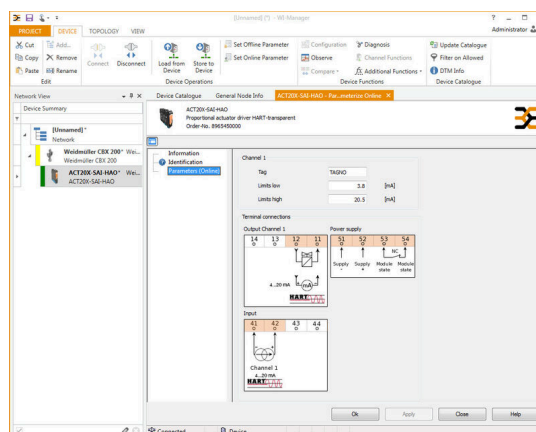 [Unnamed] (*) - WI-Manager
PROJECT DEVICE TOPOLOGY VIEW
Administrator
Cut
Copy
Paste
Add...
Remove
Rename
Edit
Connect
Disconnect
Load from Device
Store to Device
Set Offline Parameter
Set Online Parameter
Device Operations
Configuration
Observe
Compare
Diagnosis
Channel Functions
Additional Functions
Device Functions
Update Catalogue
Filter on Allowed
DTM Info
Device Catalogue
Network View
Device Summary
[Unnamed]*
Network
Weidmüller CBX 200 Wei...
Weidmüller CBX 200
ACT20X-SAI-HAO* Wei...
ACT20X-SAI-HAO
Device Catalogue General Node Info ACT20X-SAI-HAO - Par...meterize Online
ACT20X-SAI-HAO
Proportional actuator driver HART-transparent
Order-No. 8965450000
Information
Identification
Parameters (Online)
Channel 1
Tag TAGNO
Limits low 3.8 [mA]
Limits high 20.5 [mA]
Terminal connections
Output Channel 1
14 13 12 11
4...20 mA
mA
HART
Power supply
51 52 53 54
NC
Supply - Supply + Module state Module state
Input
41 42 43 44
Channel 1
4...20 mA
HART
Ok Apply Close Help
Connected Device